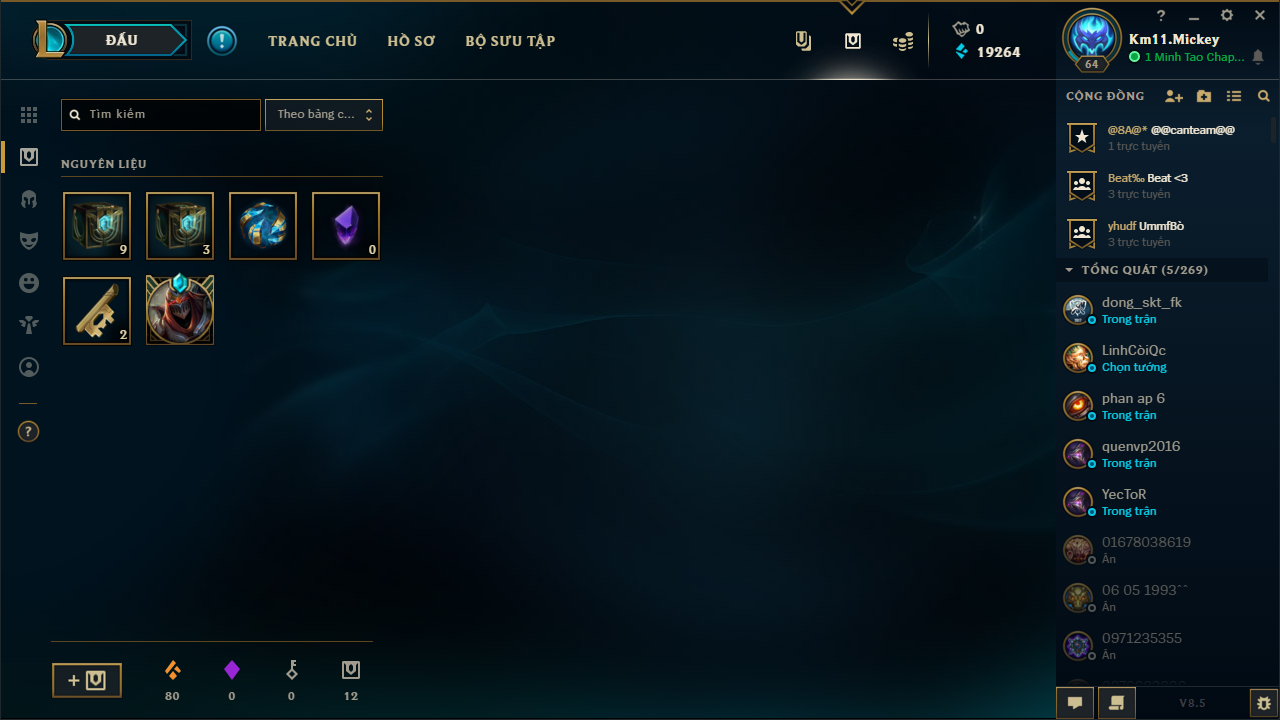 ĐẤU
TRANG CHỦ
HỒ SƠ
BỘ SƯU TẬP
0
19264
?
64
Km11.Mickey
1 Minh Tao Chap...
Tìm kiếm
Theo bảng c...
NGUYÊN LIỆU
9
3
0
2
?
80
0
0
12
CỘNG ĐỒNG
@8A@* @@canteam@@
1 trực tuyến
Beat‰ Beat <3
3 trực tuyến
yhudf UmmfBò
3 trực tuyến
TỔNG QUÁT (5/269)
dong_skt_fk
Trong trận
LinhCòiQc
Chọn tướng
phan ap 6
Trong trận
quenvp2016
Trong trận
YecToR
Trong trận
01678038619
Ẩn
06 05 1993ˆˆ
Ẩn
0971235355
Ẩn
V8.5